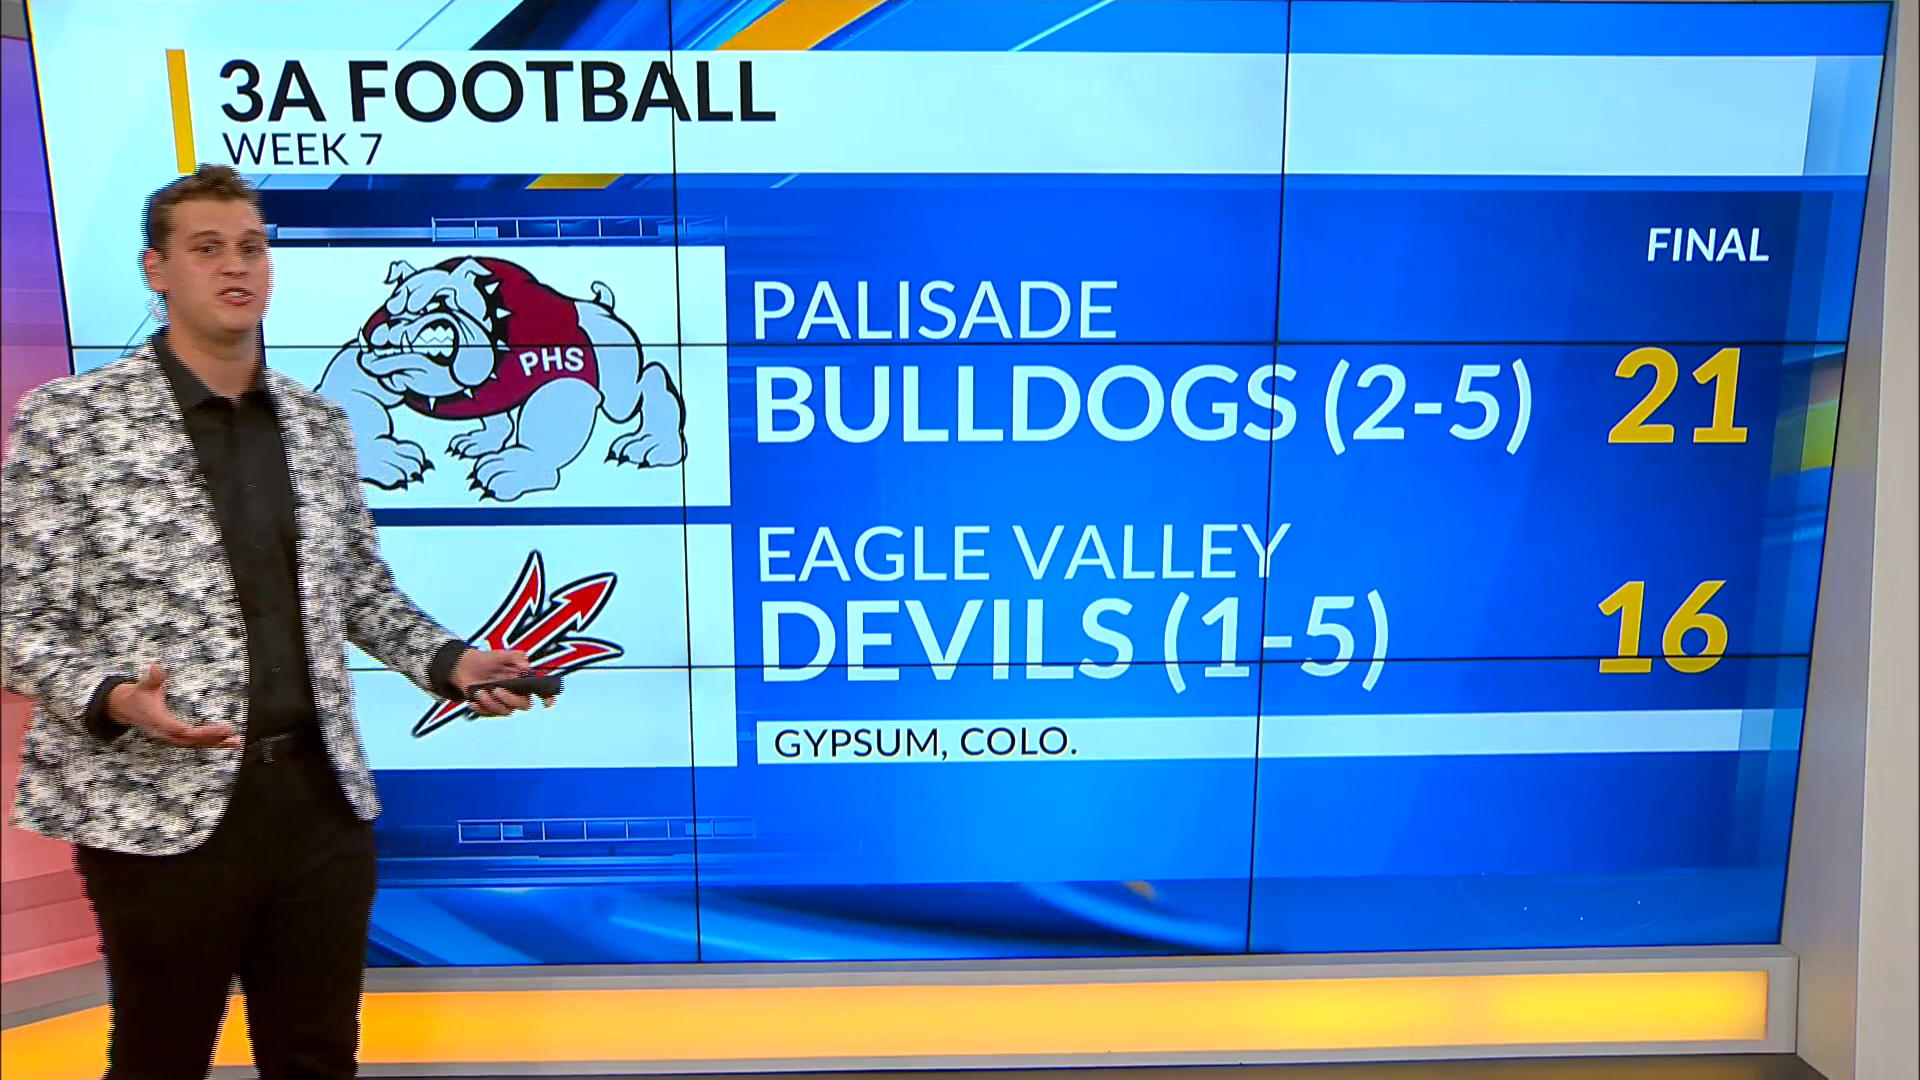 3A FOOTBALL
WEEK 7
FINAL
PHS
PALISADE
BULLDOGS (2-5) 21
EAGLE VALLEY
DEVILS (1-5) 16
GYPSUM, COLO.